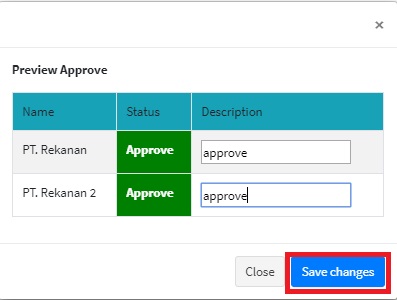 ×
Preview Approve
Name Status Description
PT. Rekanan Approve approve
PT. Rekanan 2 Approve approve
Close Save changes